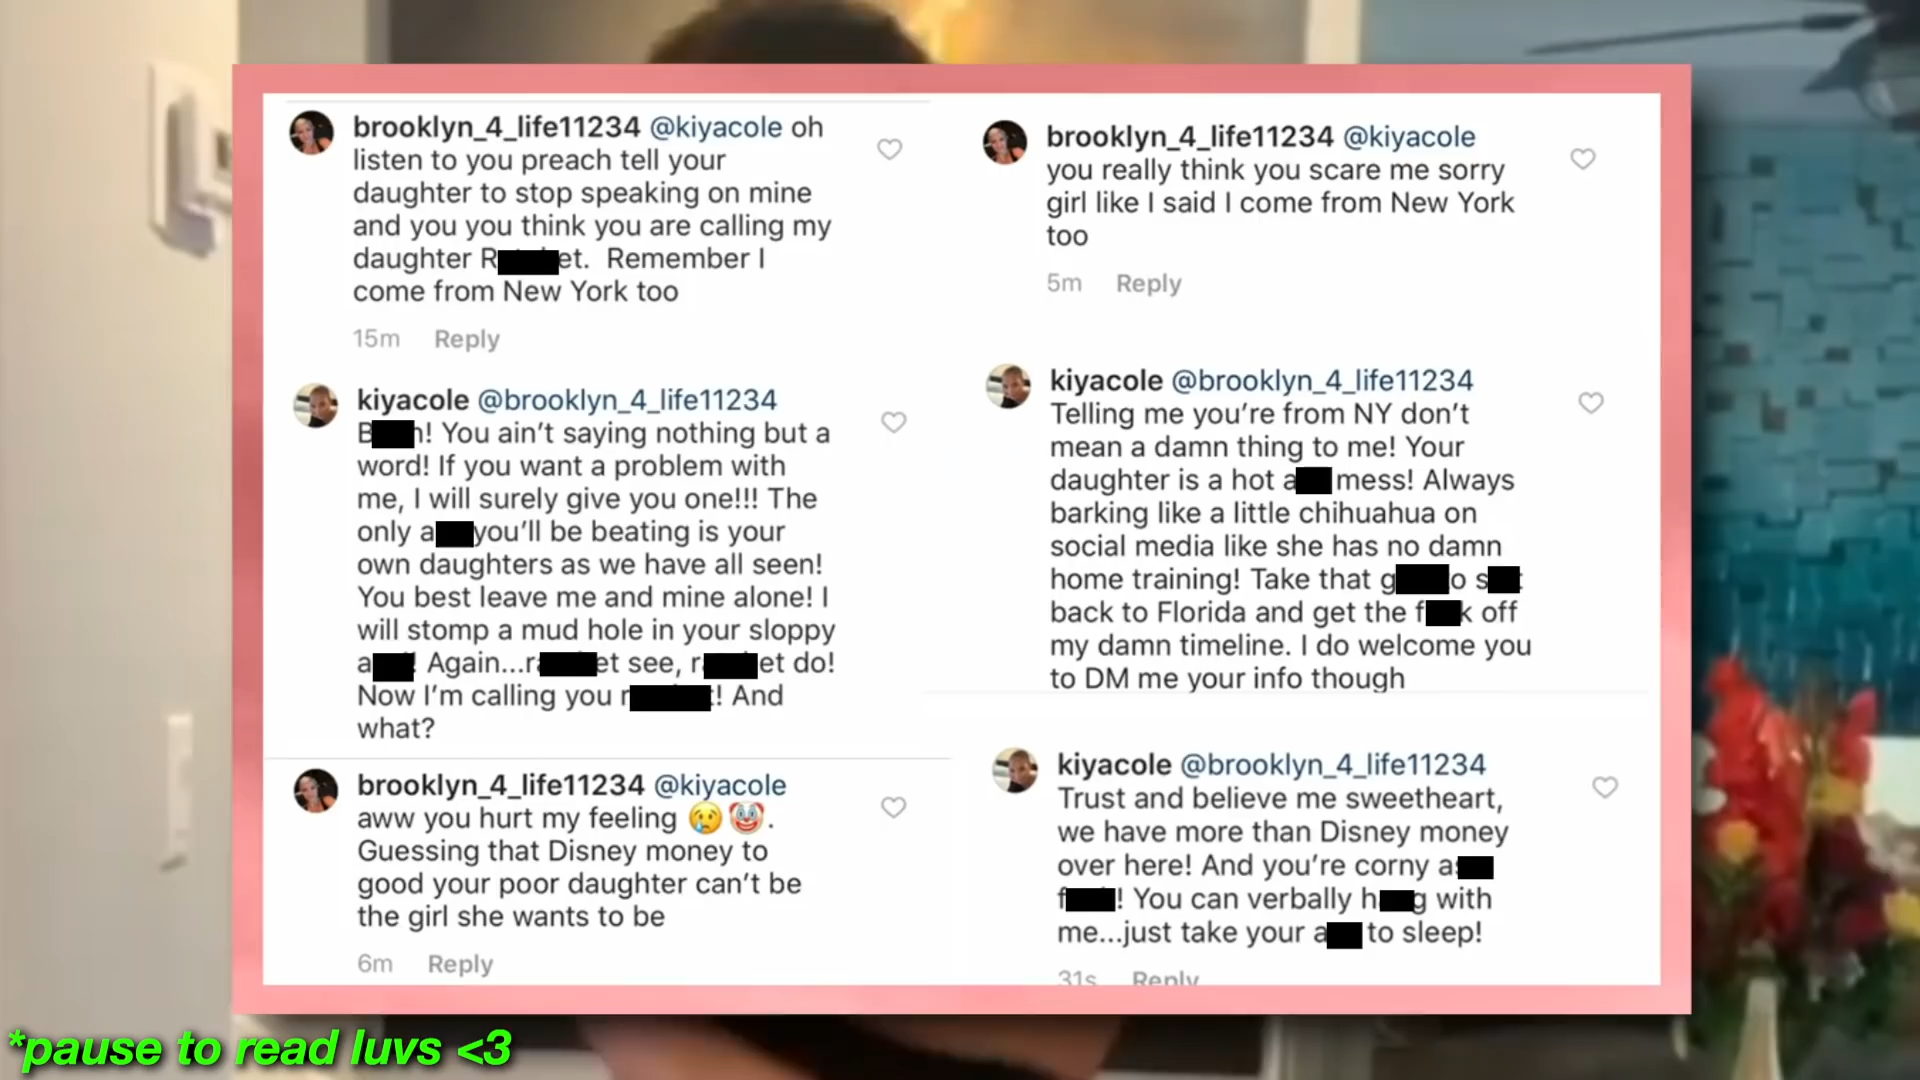 brooklyn_4_life11234 @kiyacole oh
listen to you preach tell your
daughter to stop speaking on mine
and you you think you are calling my
daughter R et. Remember I
come from New York too
15m Reply
kiyacole @brooklyn_4_life11234
B h! You ain't saying nothing but a
word! If you want a problem with
me, I will surely give you one!!! The
only a you'll be beating is your
own daughters as we have all seen!
You best leave me and mine alone! I
will stomp a mud hole in your sloppy
a ! Again...ra et see, r et do!
Now I'm calling you r t! And
what?
brooklyn_4_life11234 @kiyacole
aww you hurt my feeling 😢🤡.
Guessing that Disney money to
good your poor daughter can't be
the girl she wants to be
6m Reply
brooklyn_4_life11234 @kiyacole
you really think you scare me sorry
girl like I said I come from New York
too
5m Reply
kiyacole @brooklyn_4_life11234
Telling me you're from NY don't
mean a damn thing to me! Your
daughter is a hot a mess! Always
barking like a little chihuahua on
social media like she has no damn
home training! Take that g o s
back to Florida and get the f k off
my damn timeline. I do welcome you
to DM me your info though
kiyacole @brooklyn_4_life11234
Trust and believe me sweetheart,
we have more than Disney money
over here! And you're corny as
f ! You can verbally h g with
me...just take your a to sleep!
31s Reply
*pause to read luvs <3